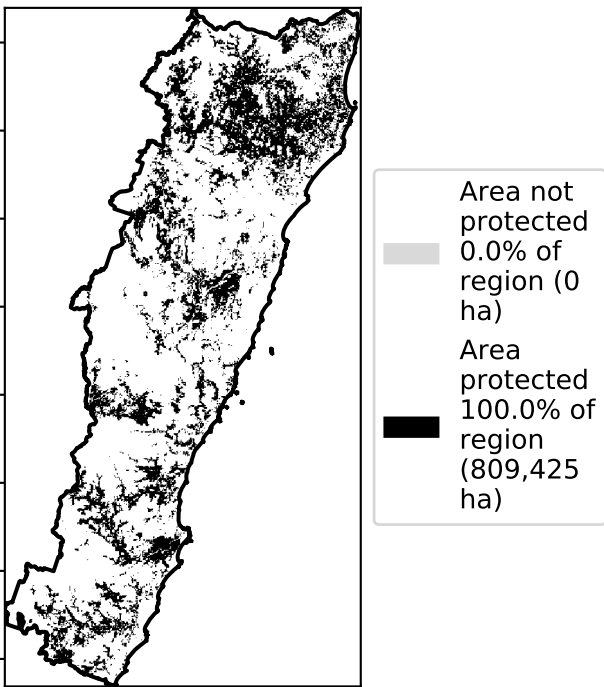 Area not
protected
0.0% of
region (0
ha)
Area
protected
100.0% of
region
(809,425
ha)